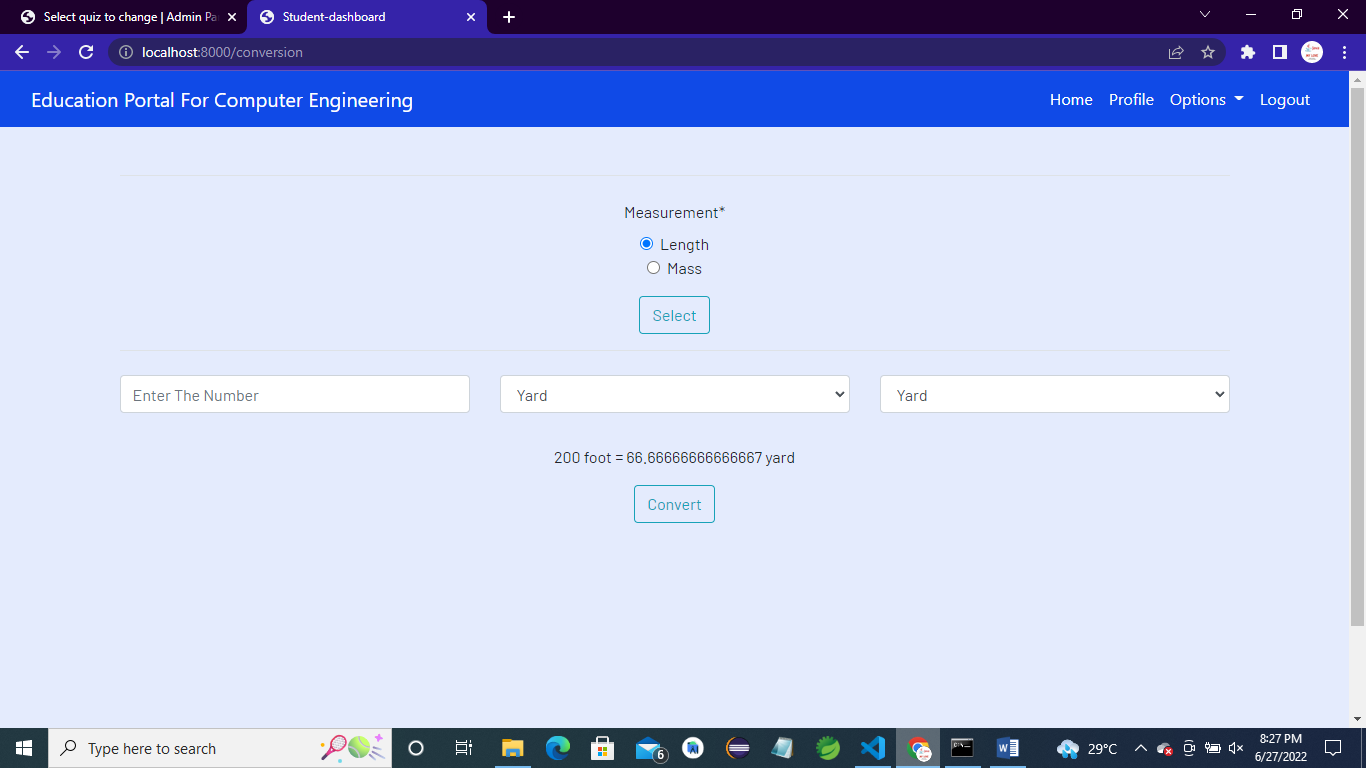 Select quiz to change | Admin Pa
Student-dashboard
localhost:8000/conversion
Education Portal For Computer Engineering
Home Profile Options Logout
Measurement*
Length
Mass
Select
Enter The Number
Yard
Yard
200 foot = 66.66666666666667 yard
Convert
Type here to search
6
29°C
8:27 PM
6/27/2022